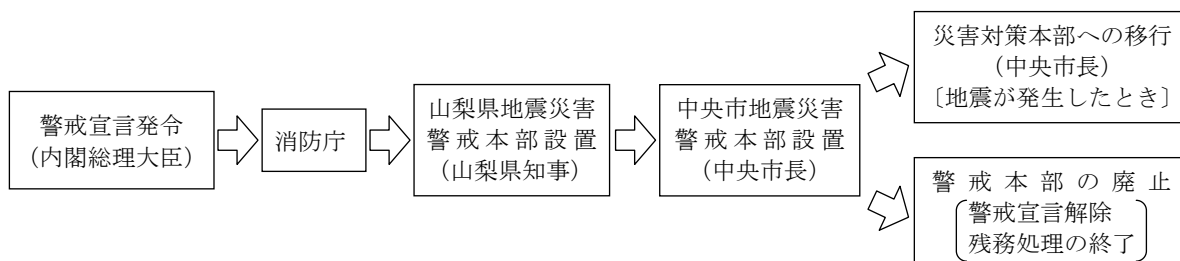 警戒宣言発令
（内閣総理大臣）
消防庁
山梨県地震災害
警戒本部設置
（山梨県知事）
中央市地震災害
警戒本部設置
（中央市長）
災害対策本部への移行
（中央市長）
〔地震が発生したとき〕
警戒本部の廃止
警戒宣言解除
残務処理の終了